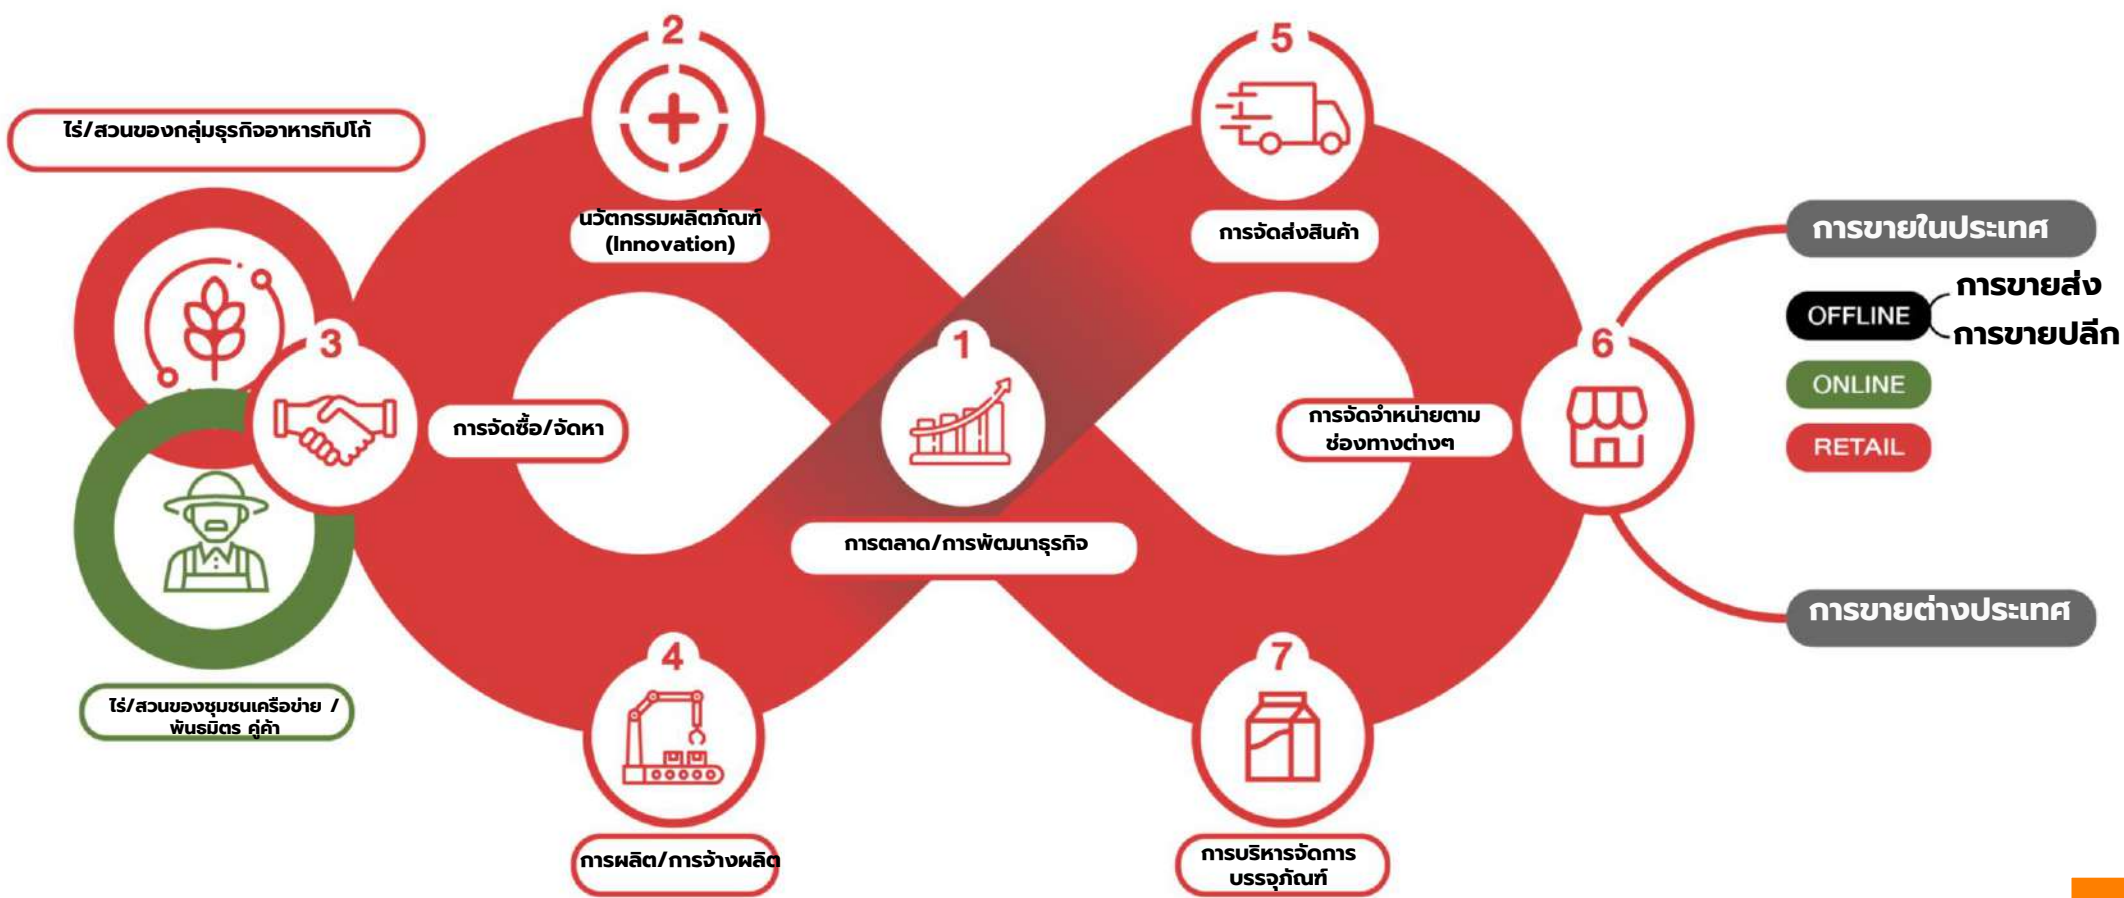 2
5
ไร่/สวนของกลุ่มธุรกิจอาหารทิปโก้
นวัตกรรมผลิตภัณฑ์
(Innovation)
การจัดส่งสินค้า
การขายในประเทศ
การขายส่ง
OFFLINE
การขายปลีก
3
1
6
ONLINE
การจัดซื้อ/จัดหา
การจัดจำหน่ายตาม
ช่องทางต่างๆ
RETAIL
การตลาด/การพัฒนาธุรกิจ
การขายต่างประเทศ
4
7
ไร่/สวนของชุมชนเครือข่าย /
พันธมิตร คู่ค้า
การผลิต/การจ้างผลิต
การบริหารจัดการ
บรรจุภัณฑ์